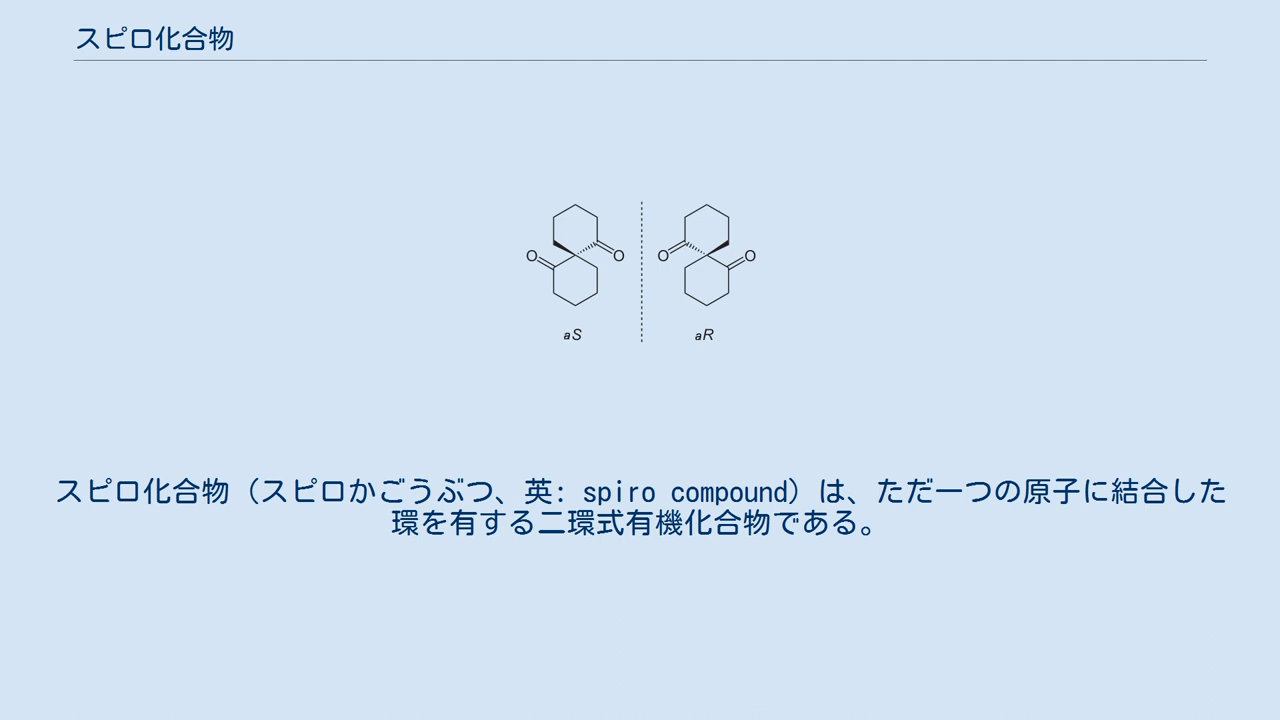 スピロ化合物
O
O
O
O
aS
aR
スピロ化合物（スピロかごうぶつ、英: spiro compound）は、ただ一つの原子に結合した
環を有する二環式有機化合物である。